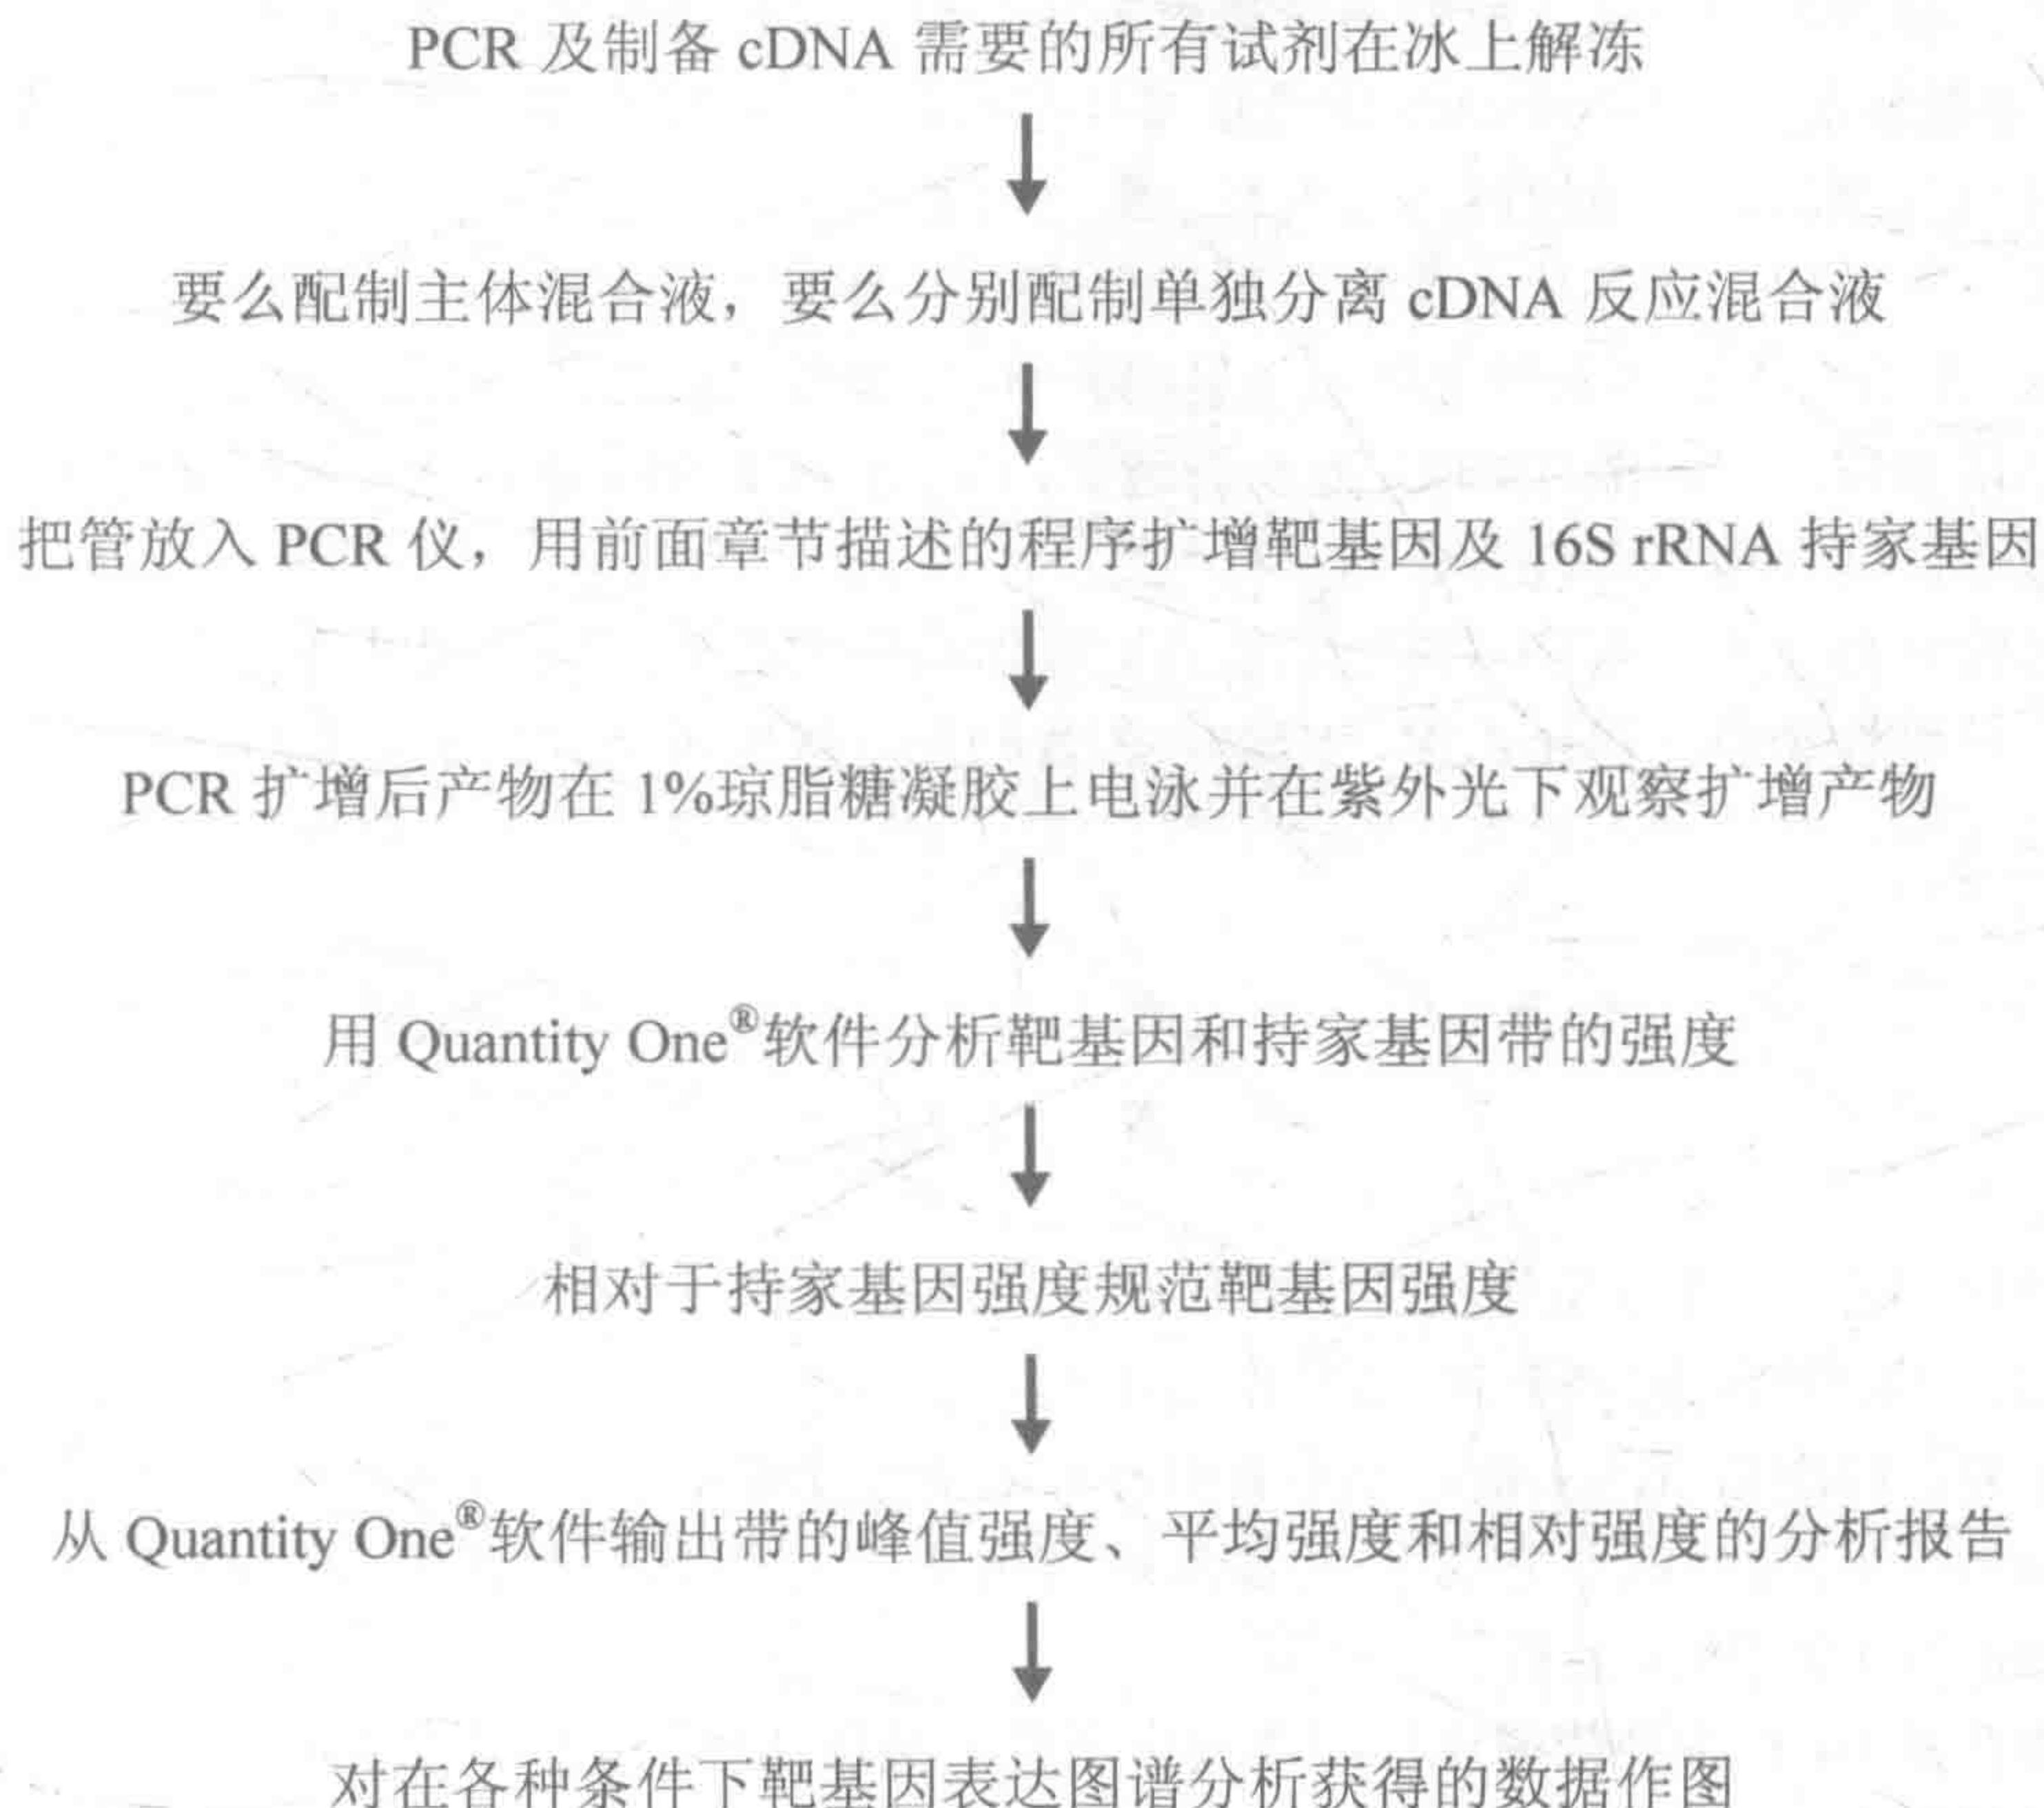 PCR 及制备 cDNA 需要的所有试剂在冰上解冻
要么配制主体混合液，要么分别配制单独分离 cDNA 反应混合液
把管放入 PCR 仪，用前面章节描述的程序扩增靶基因及 16S rRNA 持家基因
PCR 扩增后产物在 1%琼脂糖凝胶上电泳并在紫外光下观察扩增产物
用 Quantity One®软件分析靶基因和持家基因带的强度
相对于持家基因强度规范靶基因强度
从 Quantity One®软件输出带的峰值强度、平均强度和相对强度的分析报告
对在各种条件下靶基因表达图谱分析获得的数据作图